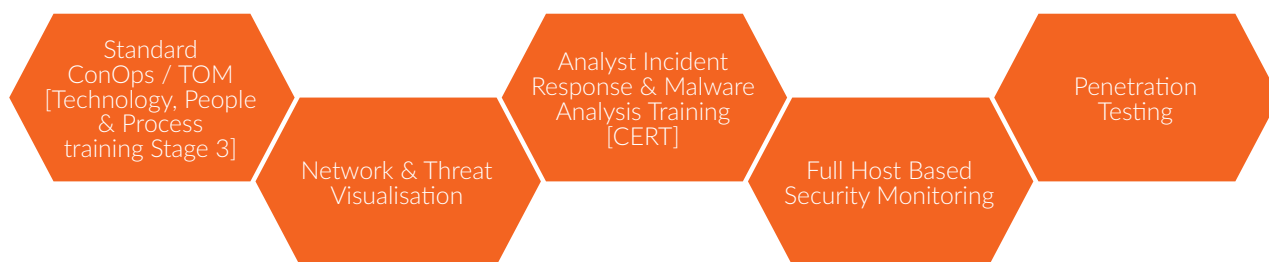 Standard
ConOps / TOM
[Technology, People
& Process
training Stage 3]
Network & Threat
Visualisation
Analyst Incident
Response & Malware
Analysis Training
[CERT]
Full Host Based
Security Monitoring
Penetration
Testing